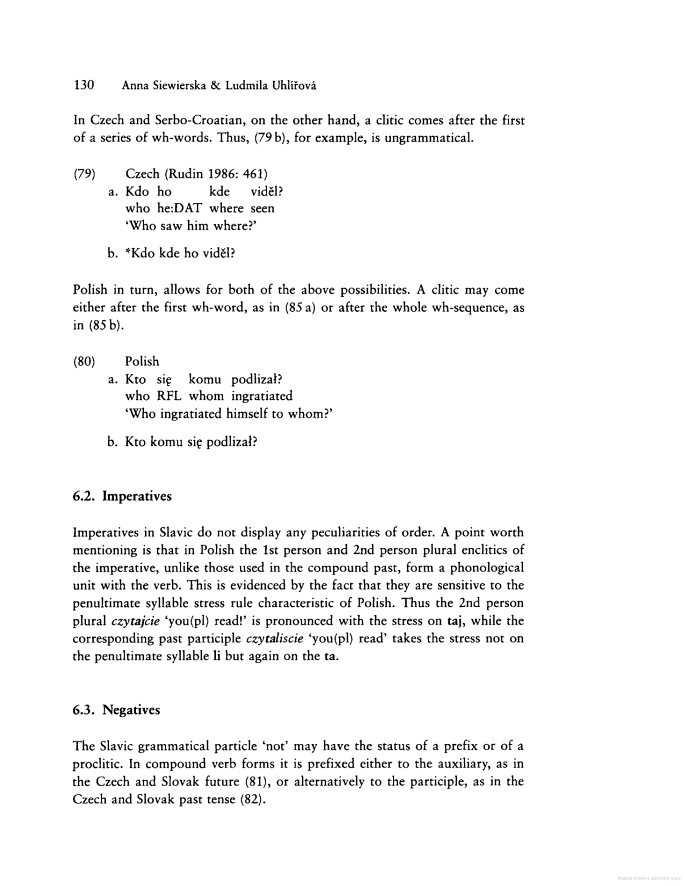 130 Anna Siewierska & Ludmila Uhlířová
In Czech and Serbo-Croatian, on the other hand, a clitic comes after the first
of a series of wh-words. Thus, (79 b), for example, is ungrammatical.
(79) Czech (Rudin 1986: 461)
a. Kdo ho kde viděl?
who he:DAT where seen
‘Who saw him where?’
b. *Kdo kde ho viděl?
Polish in turn, allows for both of the above possibilities. A clitic may come
either after the first wh-word, as in (85 a) or after the whole wh-sequence, as
in (85 b).
(80) Polish
a. Kto się komu podlizał?
who RFL whom ingratiated
‘Who ingratiated himself to whom?’
b. Kto komu się podlizał?
6.2. Imperatives
Imperatives in Slavic do not display any peculiarities of order. A point worth
mentioning is that in Polish the 1st person and 2nd person plural enclitics of
the imperative, unlike those used in the compound past, form a phonological
unit with the verb. This is evidenced by the fact that they are sensitive to the
penultimate syllable stress rule characteristic of Polish. Thus the 2nd person
plural czytajcie ‘you(pl) read!’ is pronounced with the stress on taj, while the
corresponding past participle czytaliscie ‘you(pl) read’ takes the stress not on
the penultimate syllable li but again on the ta.
6.3. Negatives
The Slavic grammatical particle ‘not’ may have the status of a prefix or of a
proclitic. In compound verb forms it is prefixed either to the auxiliary, as in
the Czech and Slovak future (81), or alternatively to the participle, as in the
Czech and Slovak past tense (82).